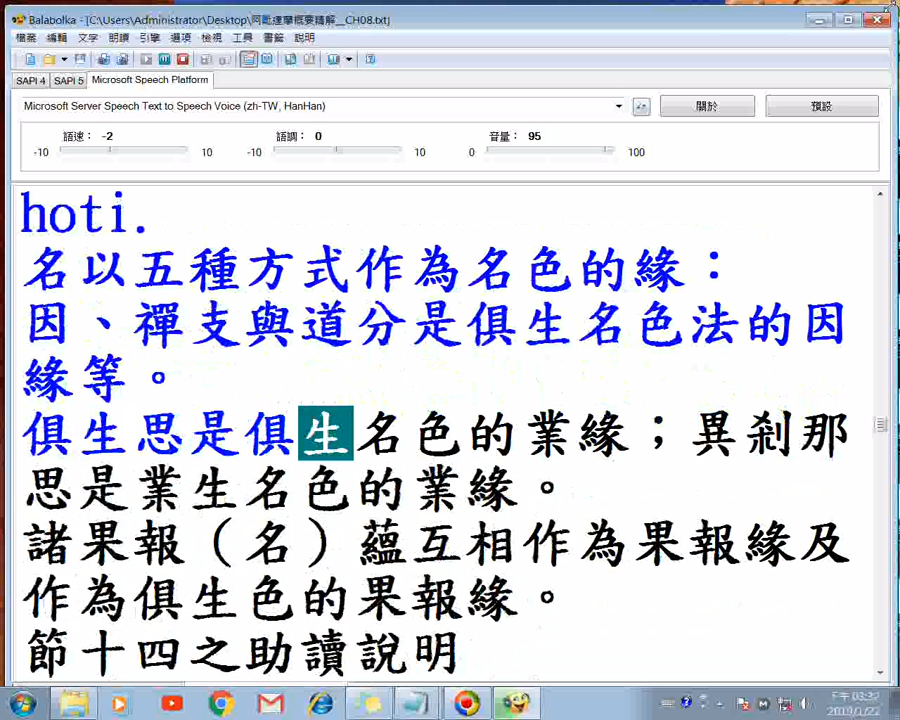 Balabolka - [C:\Users\Administrator\Desktop\阿毗達摩概要精解__CH08.txt]
檔案 編輯 文字 朗讀 引擎 選項 檢視 工具 書籤 說明
SAPI 4 SAPI 5 Microsoft Speech Platform
Microsoft Server Speech Text to Speech Voice (zh-TW, HanHan) 關於 預設
語速： -2 語調： 0 音量： 95
-10 10 -10 10 0 100
hoti.
名以五種方式作為名色的緣：
因、禪支與道分是俱生名色法的因
緣等。
俱生思是俱生名色的業緣；異剎那
思是業生名色的業緣。
諸果報（名）蘊互相作為果報緣及
作為俱生色的果報緣。
節十四之助讀說明
下午 03:32
2019/1/22